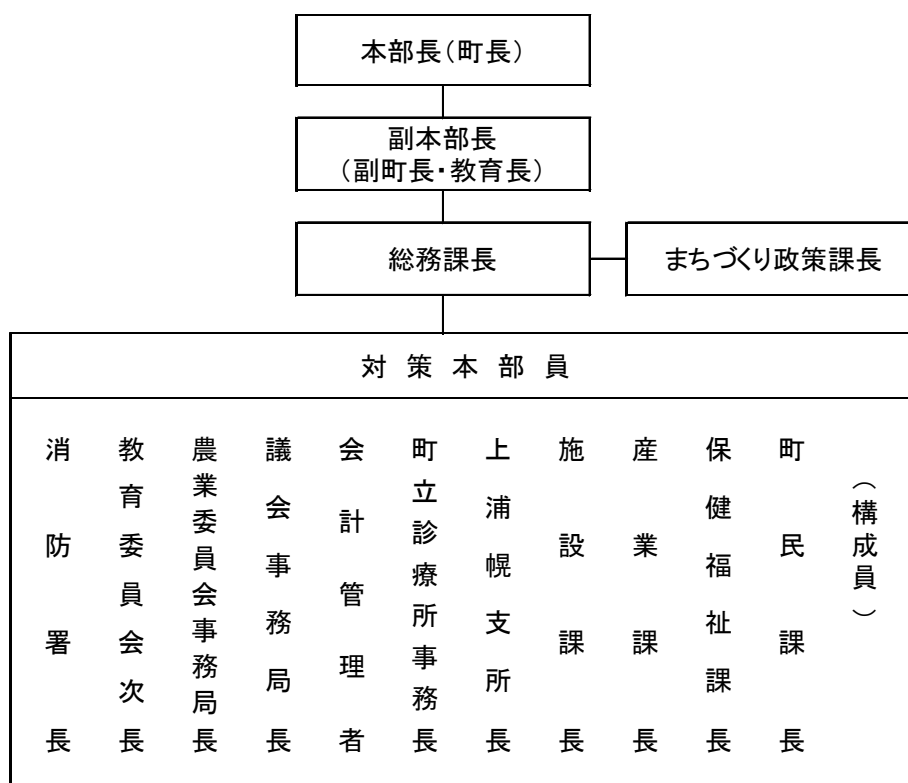 本部長（町長）
副本部長
（副町長・教育長）
総務課長
まちづくり政策課長
対策本部員
（構成員）
町民課長
保健福祉課長
産業課長
施設課長
上浦幌支所長
町立診療所事務長
会計管理者
議会事務局長
農業委員会事務局長
教育委員会次長
消防署長